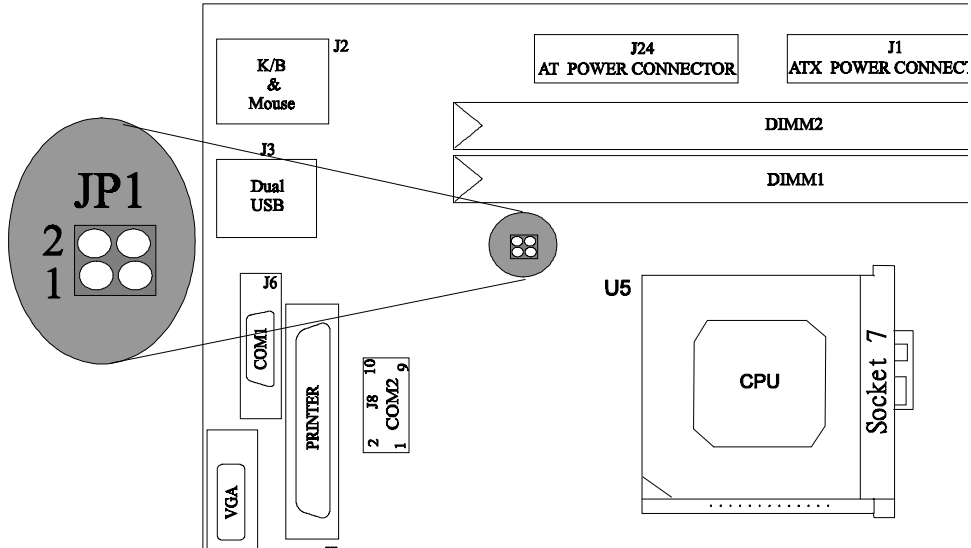 J2
K/B
&
Mouse
J24
AT POWER CONNECTOR
J1
ATX POWER CONNECT
DIMM2
DIMM1
J3
Dual
USB
JP1
2
1
J6
COM1
PRINTER
10
9
J8
COM2
2
1
VGA
U5
CPU
Socket 7